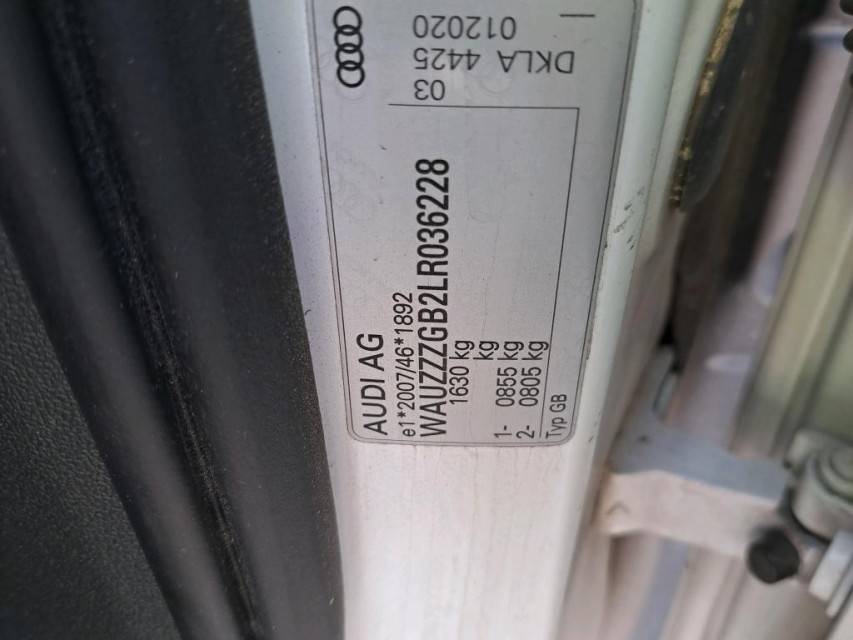 AUDI AG
e1*2007/46*1892
WAUZZZGB2LR036228
1630 kg
kg
1- 0855 kg
2- 0805 kg
Typ GB
03
DKLA 4425
012020